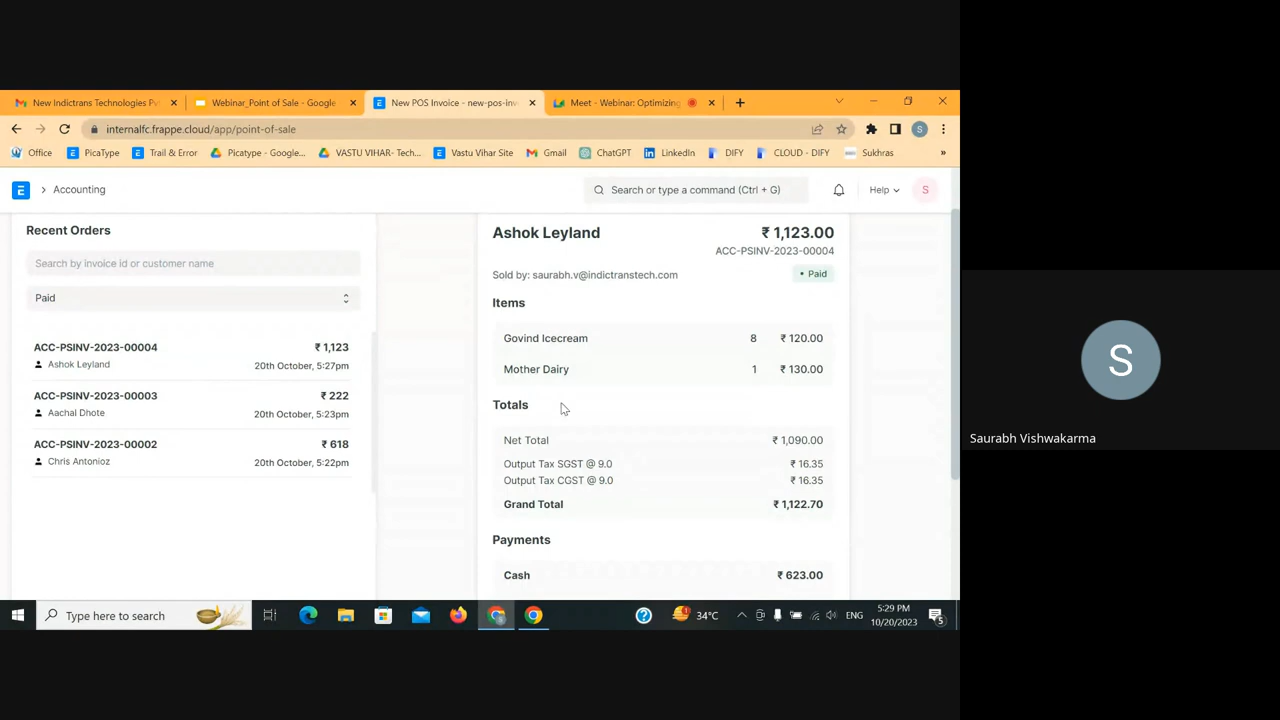 New Indictrans Technologies Pv
Webinar_Point of Sale - Google
New POS Invoice - new-pos-inv
Meet - Webinar: Optimizing
internalfc.frappe.cloud/app/point-of-sale
S
Office
PicaType
Trail & Error
Picatype - Google...
VASTU VIHAR- Tech...
Vastu Vihar Site
Gmail
ChatGPT
LinkedIn
DIFY
CLOUD - DIFY
Sukhras
»
E
Accounting
Search or type a command (Ctrl + G)
Help
S
Recent Orders
Search by invoice id or customer name
Paid
ACC-PSINV-2023-00004 ₹ 1,123
Ashok Leyland 20th October, 5:27pm
ACC-PSINV-2023-00003 ₹ 222
Aachal Dhote 20th October, 5:23pm
ACC-PSINV-2023-00002 ₹ 618
Chris Antonioz 20th October, 5:22pm
Ashok Leyland ₹ 1,123.00
ACC-PSINV-2023-00004
Sold by: saurabh.v@indictranstech.com • Paid
Items
Govind Icecream 8 ₹ 120.00
Mother Dairy 1 ₹ 130.00
Totals
Net Total ₹ 1,090.00
Output Tax SGST @ 9.0 ₹ 16.35
Output Tax CGST @ 9.0 ₹ 16.35
Grand Total ₹ 1,122.70
Payments
Cash ₹ 623.00
S
Saurabh Vishwakarma
Type here to search
34°C
ENG
5:29 PM
10/20/2023
5